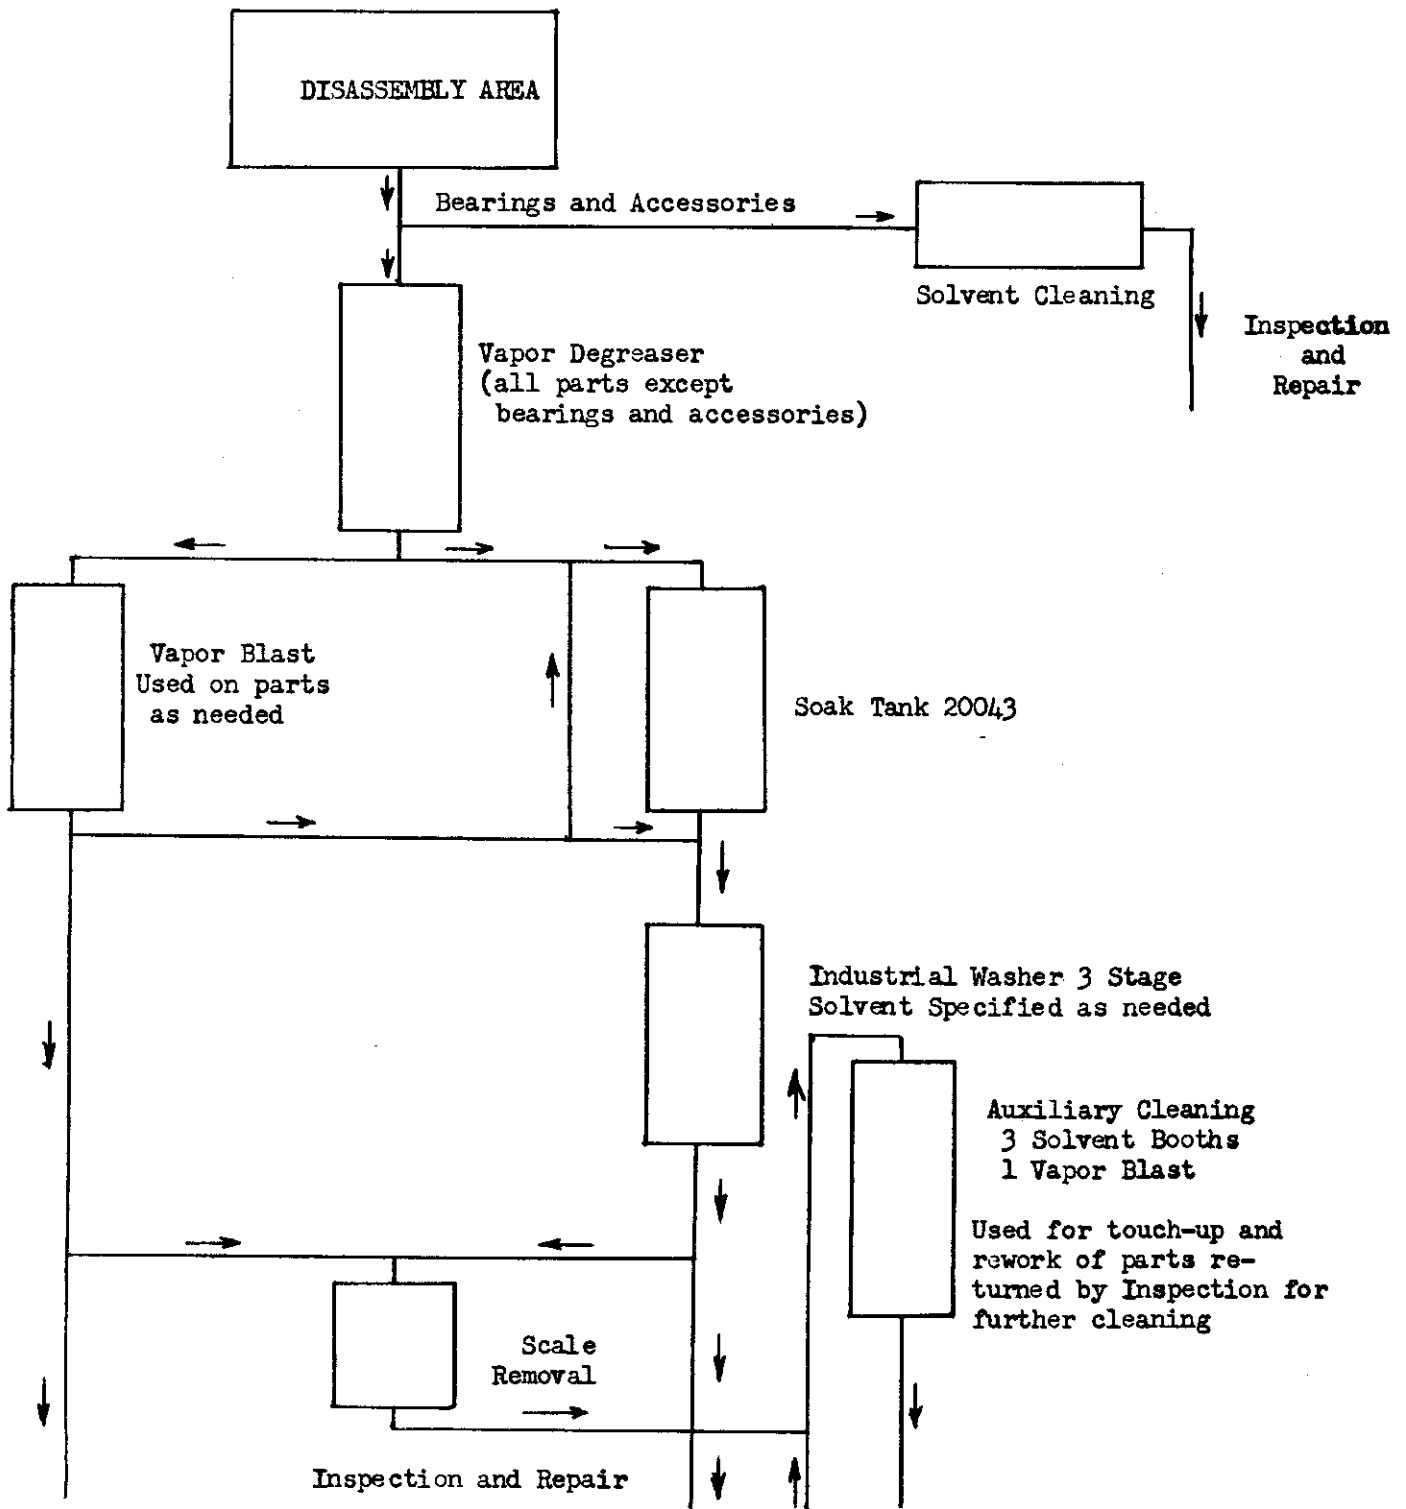 DISASSEMBLY AREA
Bearings and Accessories
Solvent Cleaning
Inspection
and
Repair
Vapor Degreaser
(all parts except
bearings and accessories)
Vapor Blast
Used on parts
as needed
Soak Tank 20043
Industrial Washer 3 Stage
Solvent Specified as needed
Auxiliary Cleaning
3 Solvent Booths
1 Vapor Blast
Used for touch-up and
rework of parts re-
turned by Inspection for
further cleaning
Scale
Removal
Inspection and Repair